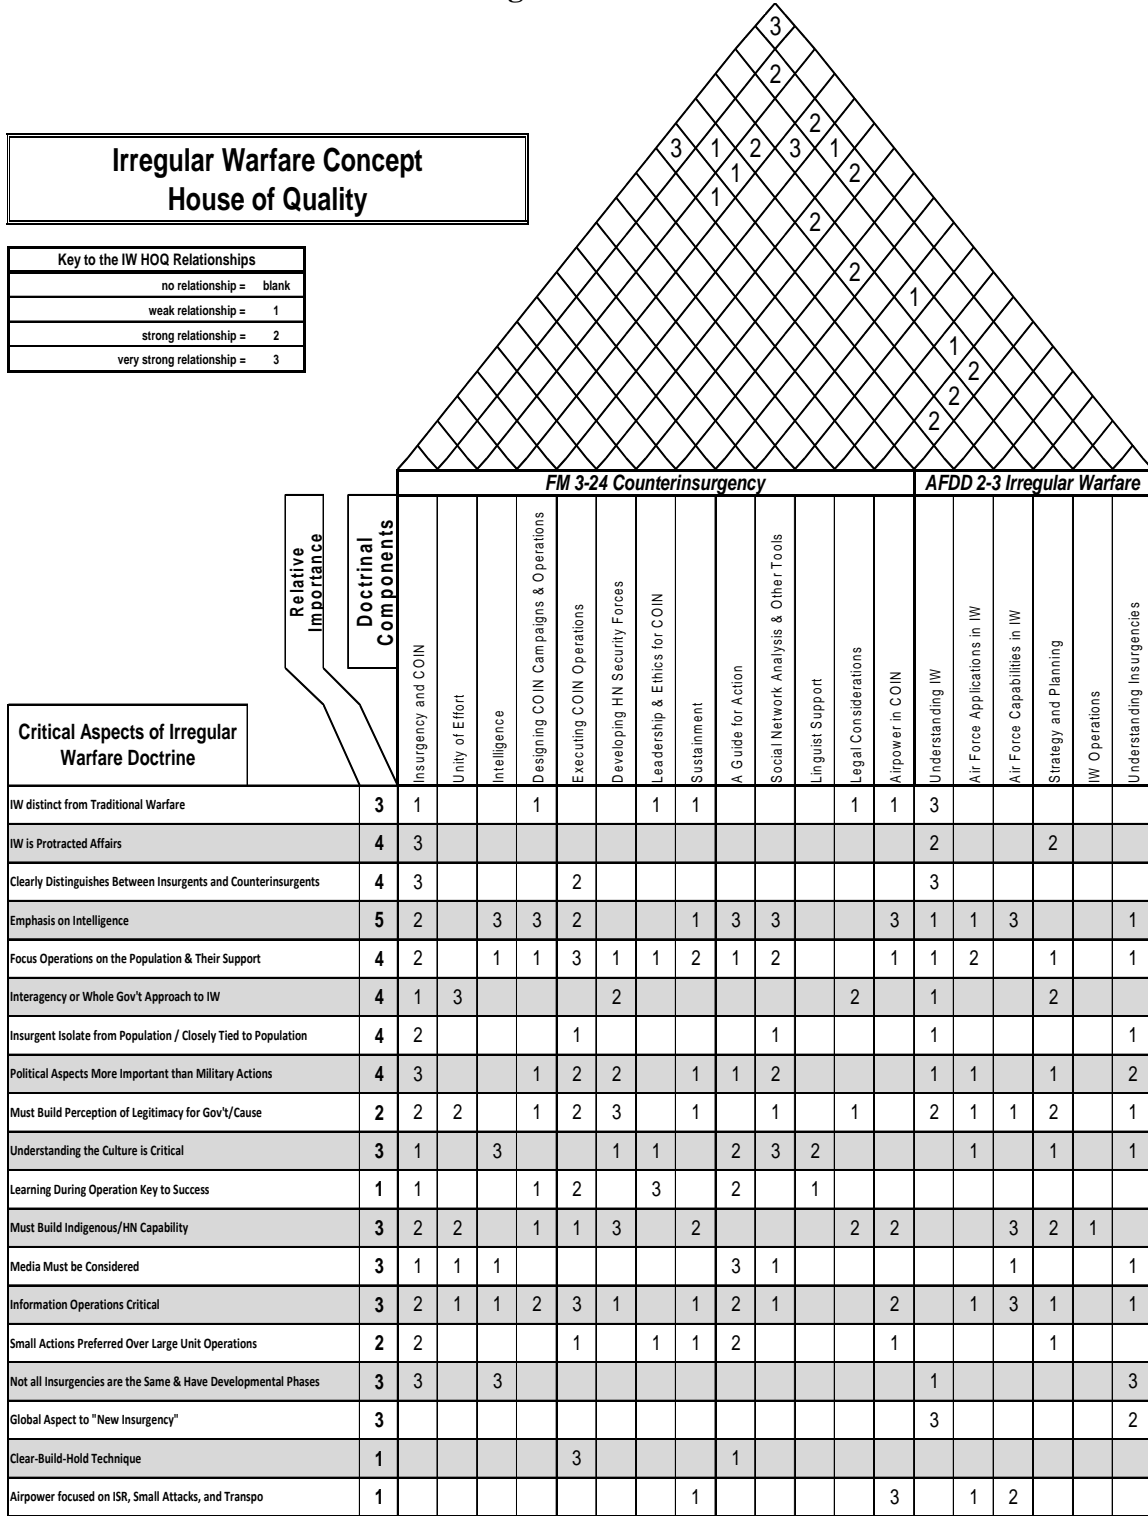 3
2
2
3 1 2 3 1
1 2
1
2
2
1
1
2
2
2
Irregular Warfare Concept
House of Quality
Key to the IW HOQ Relationships
no relationship = blank
weak relationship = 1
strong relationship = 2
very strong relationship = 3
FM 3-24 Counterinsurgency
AFDD 2-3 Irregular Warfare
Relative
Importance
Doctrinal
Components
Insurgency and COIN
Unity of Effort
Intelligence
Designing COIN Campaigns & Operations
Executing COIN Operations
Developing HN Security Forces
Leadership & Ethics for COIN
Sustainment
A Guide for Action
Social Network Analysis & Other Tools
Linguist Support
Legal Considerations
Airpower in COIN
Understanding IW
Air Force Applications in IW
Air Force Capabilities in IW
Strategy and Planning
IW Operations
Understanding Insurgencies
Critical Aspects of Irregular
Warfare Doctrine
IW distinct from Traditional Warfare 3 1 1 1 1 1 1 3
IW is Protracted Affairs 4 3 2 2
Clearly Distinguishes Between Insurgents and Counterinsurgents 4 3 2 3
Emphasis on Intelligence 5 2 3 3 2 1 3 3 3 1 1 3 1
Focus Operations on the Population & Their Support 4 2 1 1 3 1 1 2 1 2 1 1 2 1 1
Interagency or Whole Gov't Approach to IW 4 1 3 2 2 1 2
Insurgent Isolate from Population / Closely Tied to Population 4 2 1 1 1 1
Political Aspects More Important than Military Actions 4 3 1 2 2 1 1 2 1 1 1 2
Must Build Perception of Legitimacy for Gov't/Cause 2 2 2 1 2 3 1 1 1 2 1 1 2 1
Understanding the Culture is Critical 3 1 3 1 1 2 3 2 1 1 1
Learning During Operation Key to Success 1 1 1 2 3 2 1
Must Build Indigenous/HN Capability 3 2 2 1 1 3 2 2 2 3 2 1
Media Must be Considered 3 1 1 1 3 1 1 1
Information Operations Critical 3 2 1 1 2 3 1 1 2 1 2 1 3 1 1
Small Actions Preferred Over Large Unit Operations 2 2 1 1 1 2 1 1
Not all Insurgencies are the Same & Have Developmental Phases 3 3 3 1 3
Global Aspect to "New Insurgency" 3 3 2
Clear-Build-Hold Technique 1 3 1
Airpower focused on ISR, Small Attacks, and Transpo 1 1 3 1 2